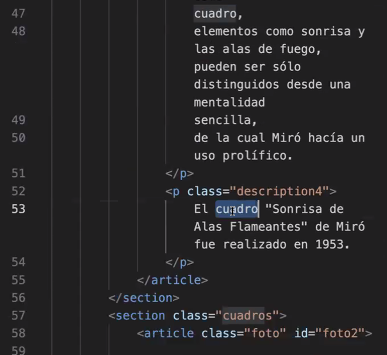 47 cuadro,
48 elementos como sonrisa y
las alas de fuego,
pueden ser sólo
distinguidos desde una
mentalidad
49 sencilla,
50 de la cual Miró hacía un
uso prolífico.
51 </p>
52 <p class="description4">
53 El cuadro "Sonrisa de
Alas Flameantes" de Miró
fue realizado en 1953.
54 </p>
55 </article>
56 </section>
57 <section class="cuadros">
58 <article class="foto" id="foto2">
59